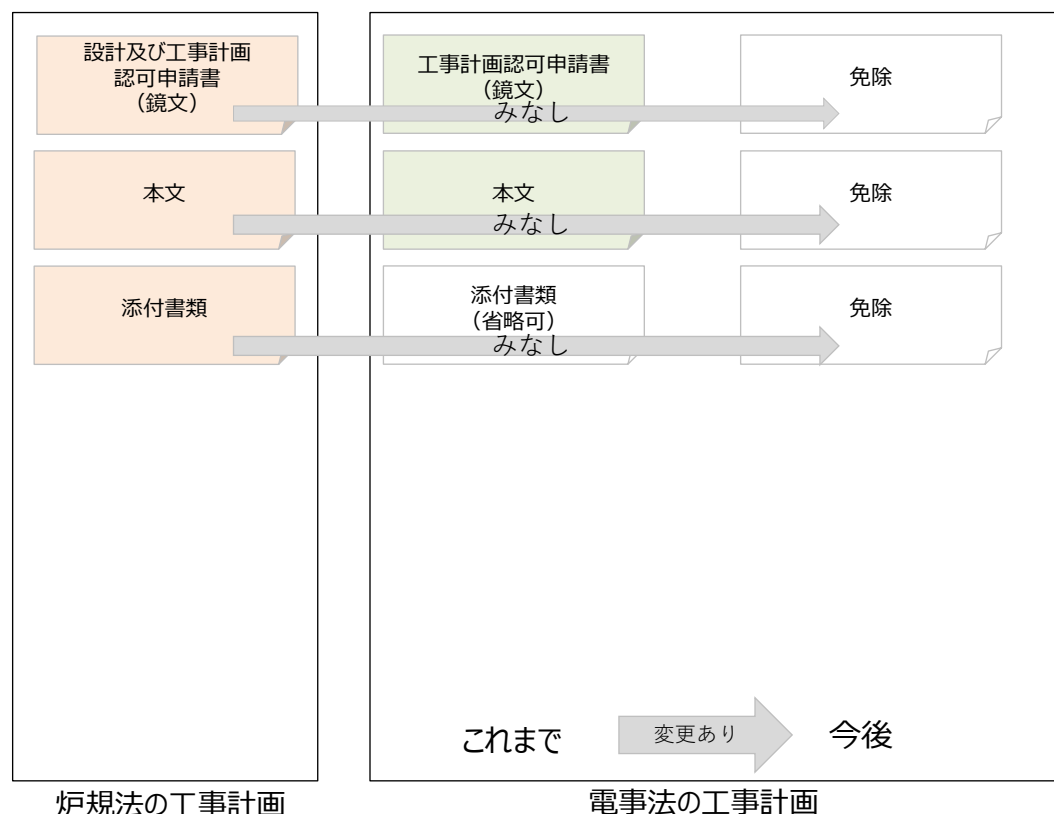 設計及び工事計画
認可申請書
（鏡文）
工事計画認可申請書
（鏡文）
みなし
免除
本文
本文
みなし
免除
添付書類
添付書類
（省略可）
みなし
免除
これまで
変更あり
今後
炉規法の工事計画
電事法の工事計画